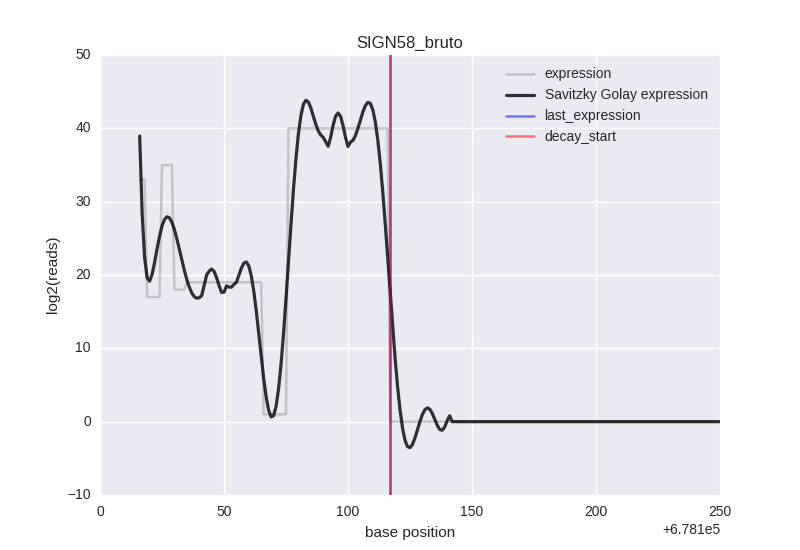 SIGN58_bruto
50
40
30
20
10
0
−10
log2(reads)
expression
Savitzky Golay expression
last_expression
decay_start
0 50 100 150 200 250
+6.781e5
base position